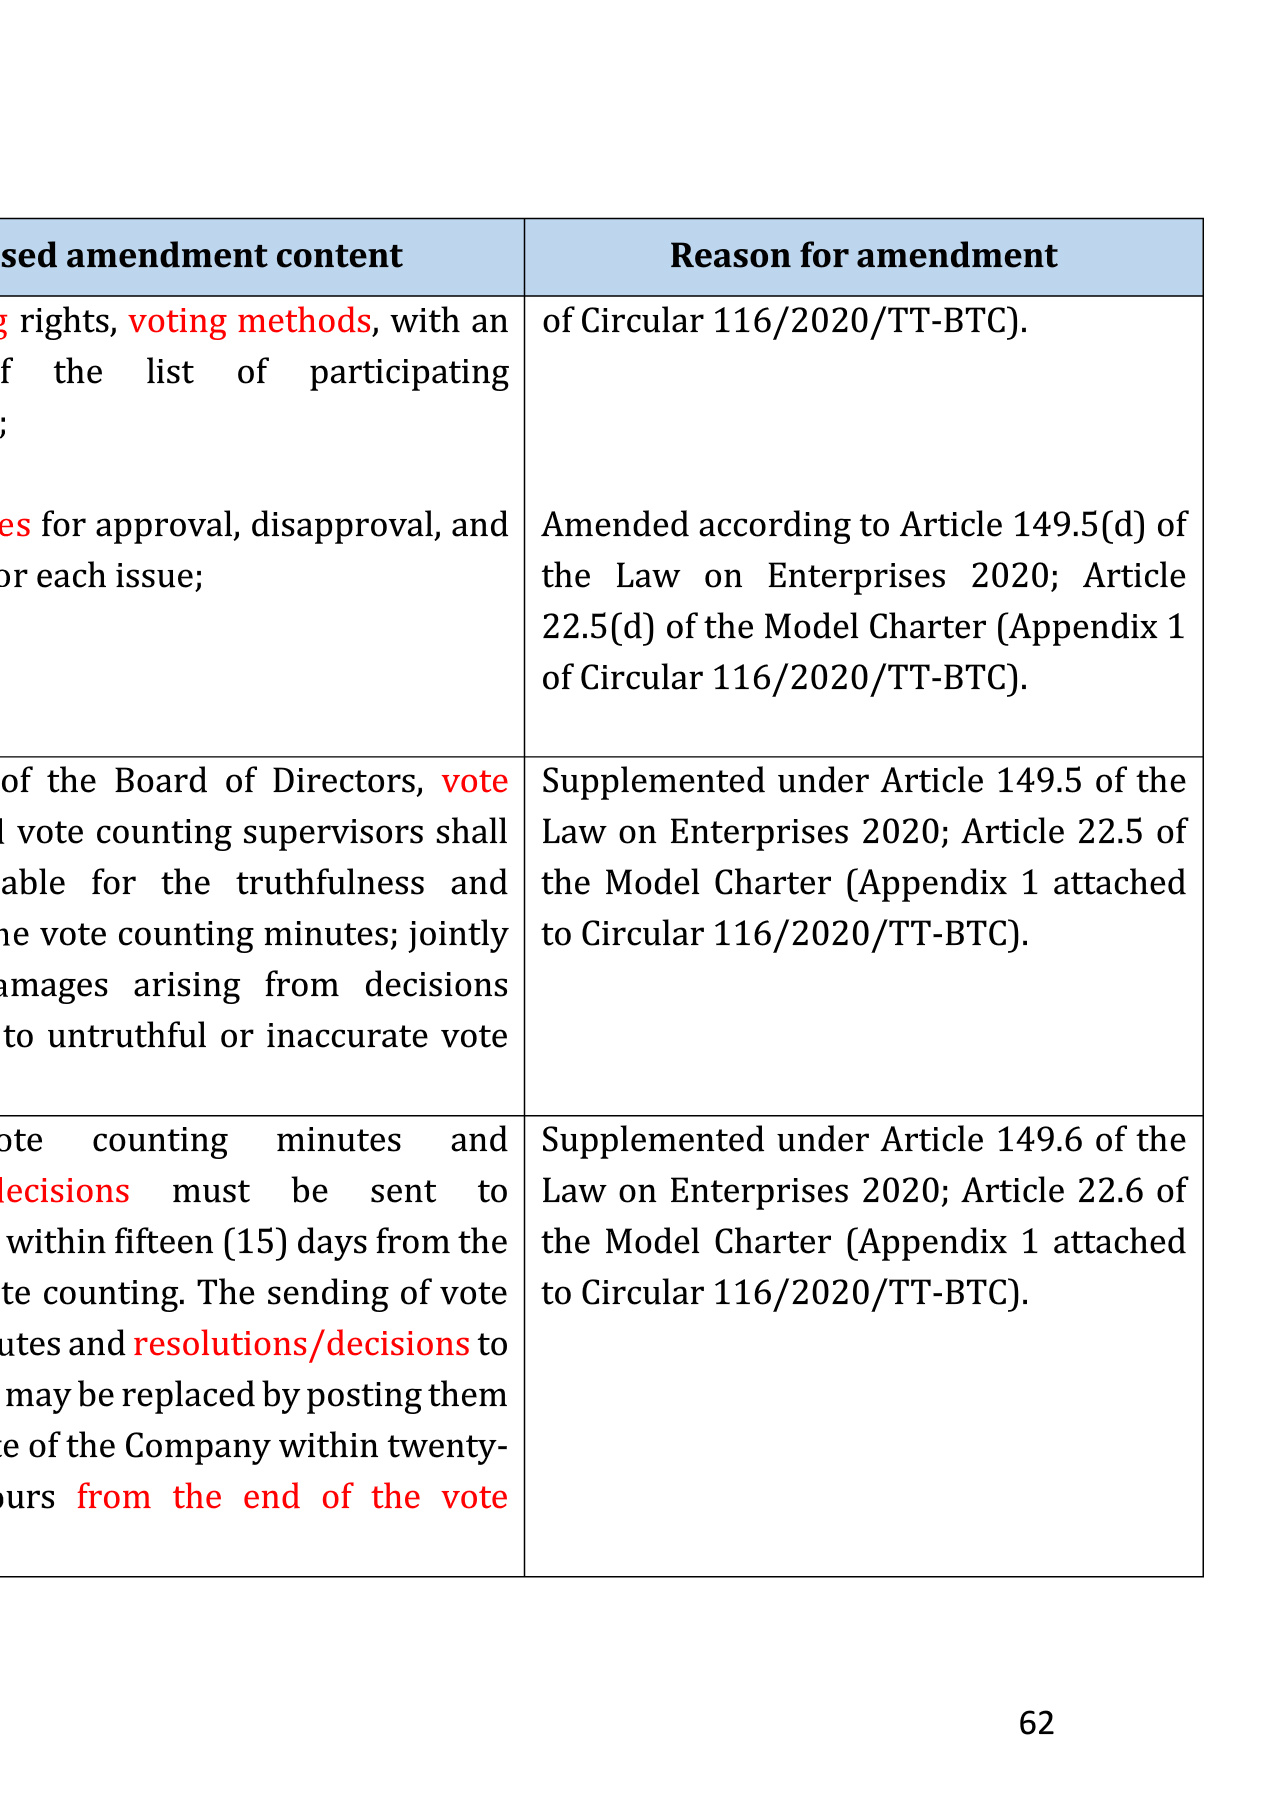 sed amendment content
Reason for amendment
g rights, voting methods, with an
f the list of participating
;
es for approval, disapproval, and
or each issue;
of Circular 116/2020/TT-BTC).
Amended according to Article 149.5(d) of
the Law on Enterprises 2020; Article
22.5(d) of the Model Charter (Appendix 1
of Circular 116/2020/TT-BTC).
of the Board of Directors, vote
vote counting supervisors shall
able for the truthfulness and
he vote counting minutes; jointly
amages arising from decisions
to untruthful or inaccurate vote
Supplemented under Article 149.5 of the
Law on Enterprises 2020; Article 22.5 of
the Model Charter (Appendix 1 attached
to Circular 116/2020/TT-BTC).
ote counting minutes and
decisions must be sent to
within fifteen (15) days from the
te counting. The sending of vote
utes and resolutions/decisions to
may be replaced by posting them
te of the Company within twenty-
ours from the end of the vote
Supplemented under Article 149.6 of the
Law on Enterprises 2020; Article 22.6 of
the Model Charter (Appendix 1 attached
to Circular 116/2020/TT-BTC).
62